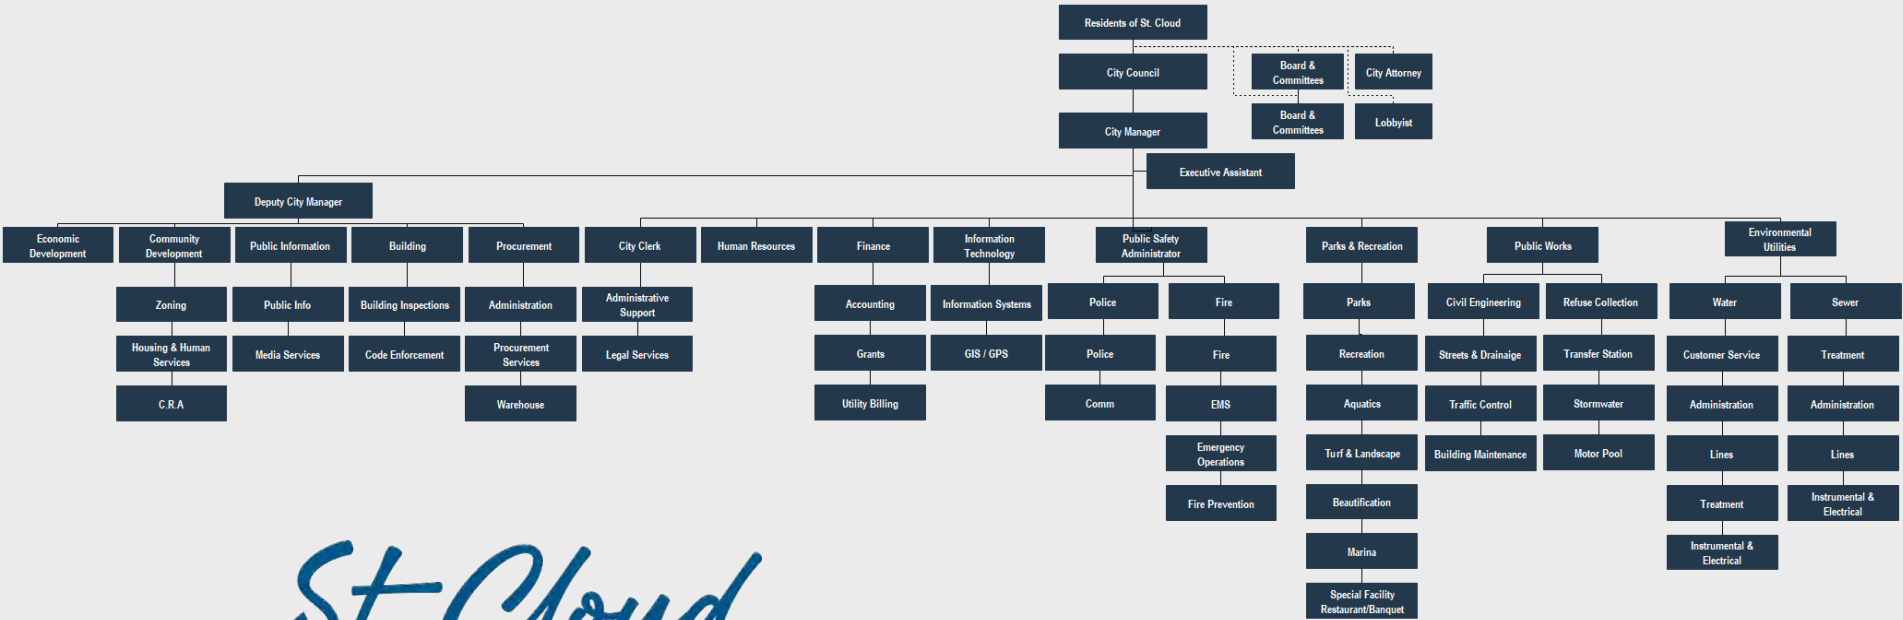 Residents of St. Cloud
City Council
Board &
Committees
City Attorney
Board &
Committees
Lobbyist
City Manager
Executive Assistant
Deputy City Manager
Economic
Development
Community
Development
Public Information
Building
Procurement
City Clerk
Human Resources
Finance
Information
Technology
Public Safety
Administrator
Parks & Recreation
Public Works
Environmental
Utilities
Zoning
Housing & Human
Services
C.R.A
Public Info
Media Services
Building Inspections
Code Enforcement
Administration
Procurement
Services
Warehouse
Administrative
Support
Legal Services
Accounting
Grants
Utility Billing
Information Systems
GIS / GPS
Police
Police
Comm
Fire
Fire
EMS
Emergency
Operations
Fire Prevention
Parks
Recreation
Aquatics
Turf & Landscape
Beautification
Marina
Special Facility
Restaurant/Banquet
Civil Engineering
Streets & Drainaige
Traffic Control
Building Maintenance
Refuse Collection
Transfer Station
Stormwater
Motor Pool
Water
Customer Service
Administration
Lines
Treatment
Instrumental &
Electrical
Sewer
Treatment
Administration
Lines
Instrumental &
Electrical
St. Cloud